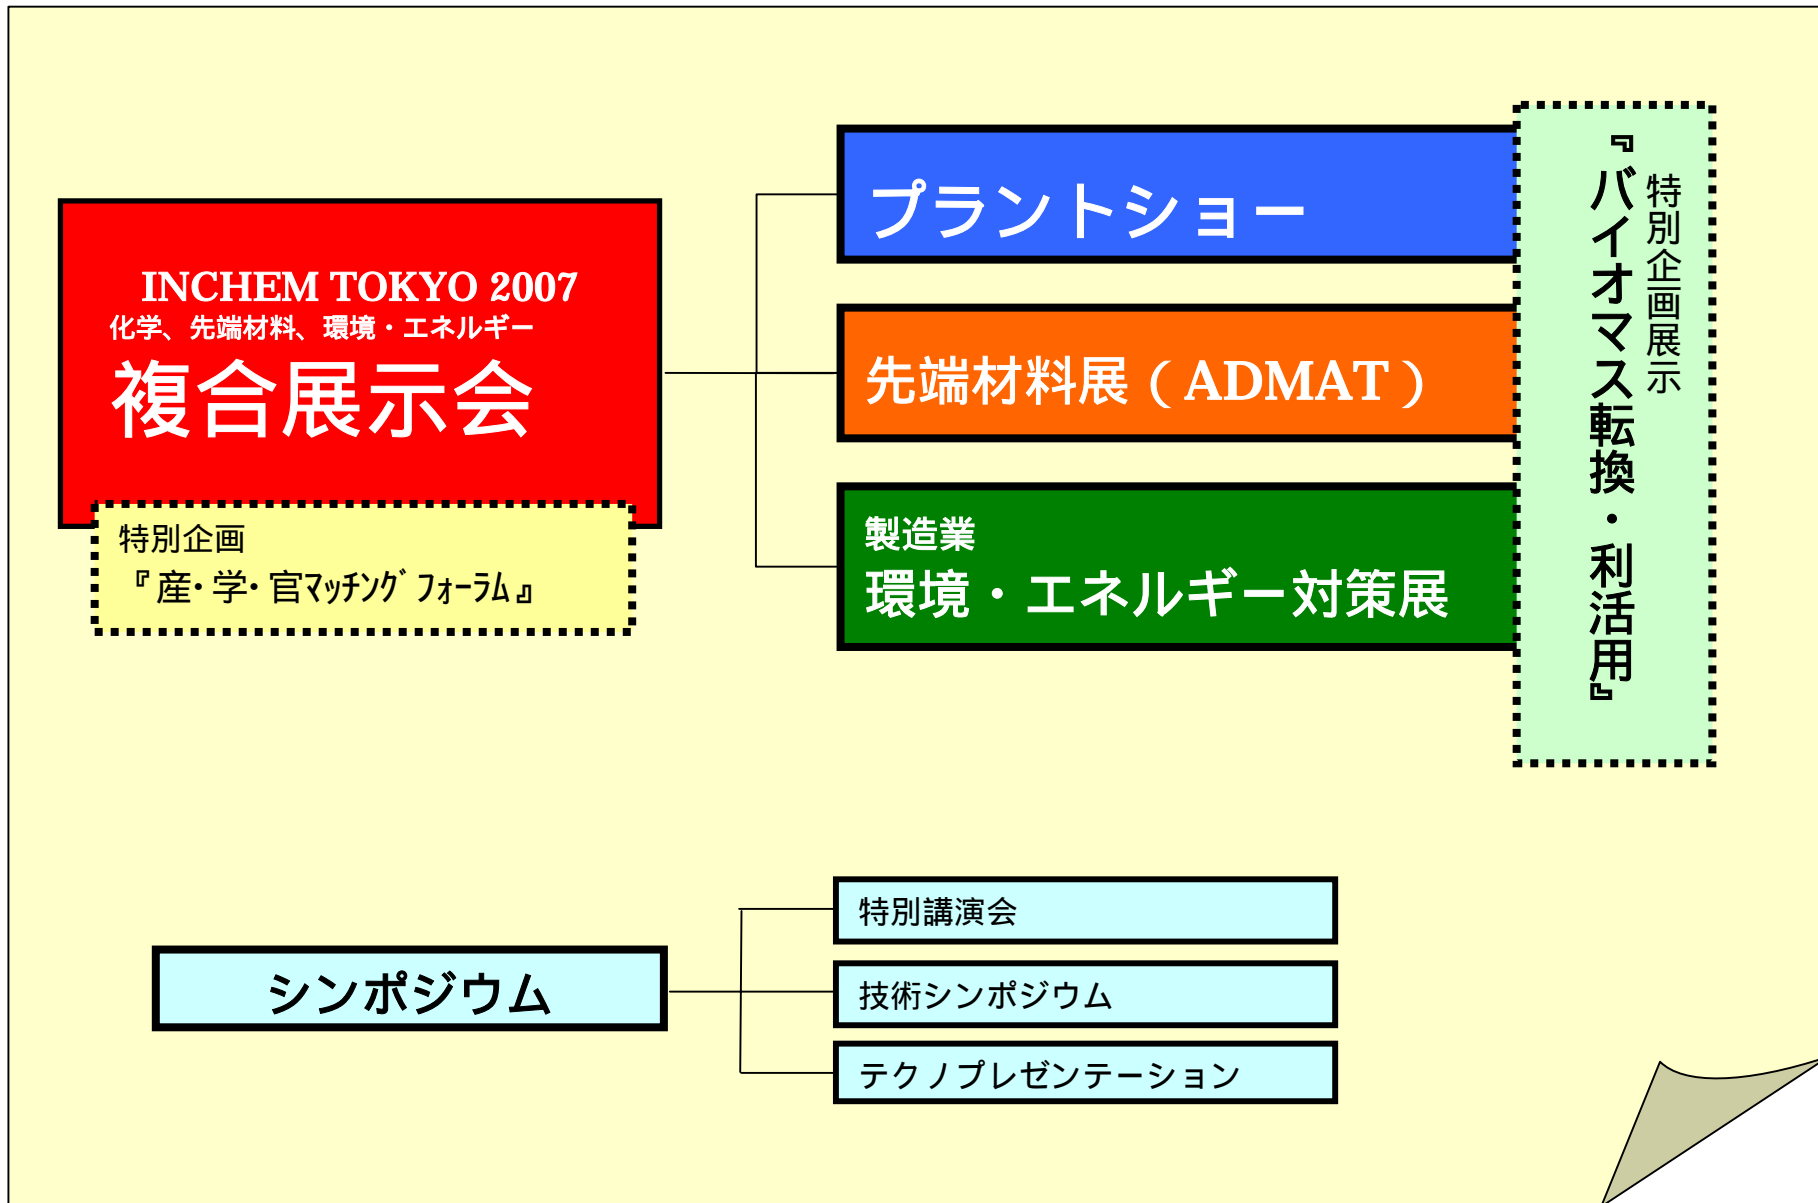 INCHEM TOKYO 2007
化学、先端材料、環境・エネルギー
複合展示会
特別企画
『産・学・官マッチングフォーラム』
プラントショー
先端材料展（ADMAT）
製造業
環境・エネルギー対策展
特別企画展示
『バイオマス転換・利活用』
シンポジウム
特別講演会
技術シンポジウム
テクノプレゼンテーション